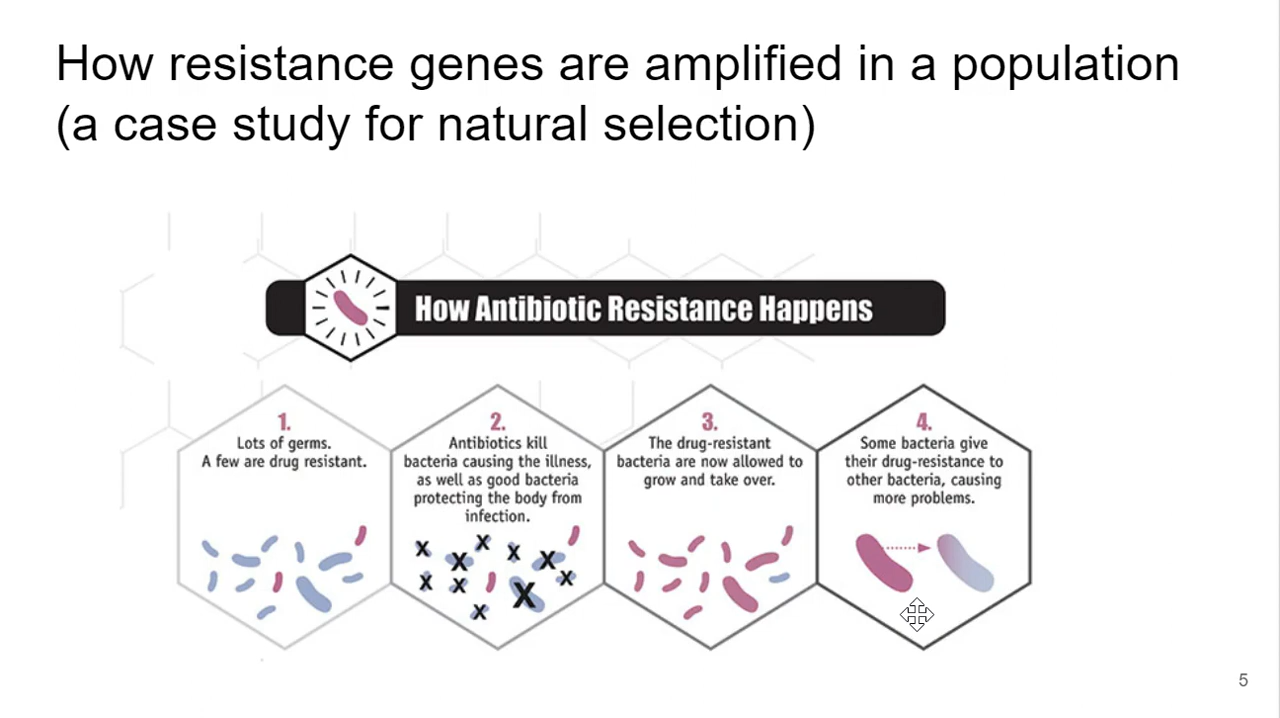 How resistance genes are amplified in a population
(a case study for natural selection)
How Antibiotic Resistance Happens
1.
Lots of germs.
A few are drug resistant.
2.
Antibiotics kill
bacteria causing the illness,
as well as good bacteria
protecting the body from
infection.
X X X X X X X X X X
3.
The drug-resistant
bacteria are now allowed to
grow and take over.
4.
Some bacteria give
their drug-resistance to
other bacteria, causing
more problems.
5